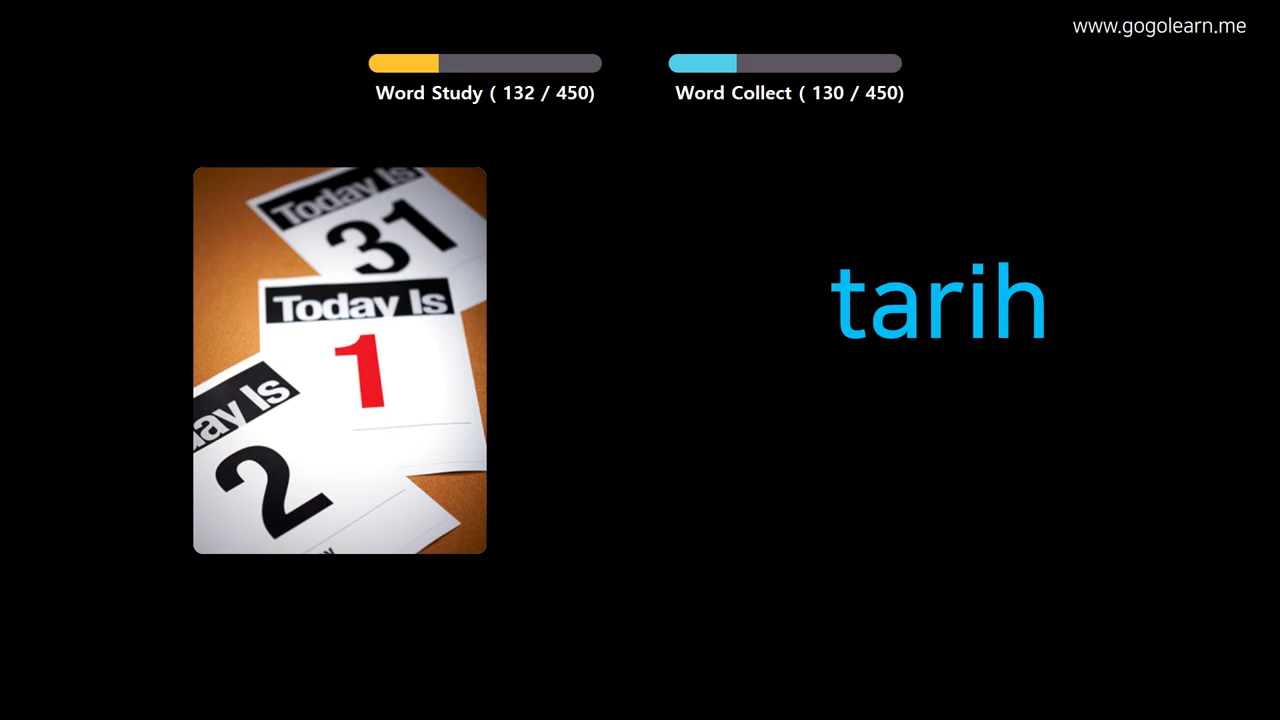 www.gogolearn.me
Word Study ( 132 / 450)
Word Collect ( 130 / 450)
Today Is
31
Today Is
1
day Is
2
tarih